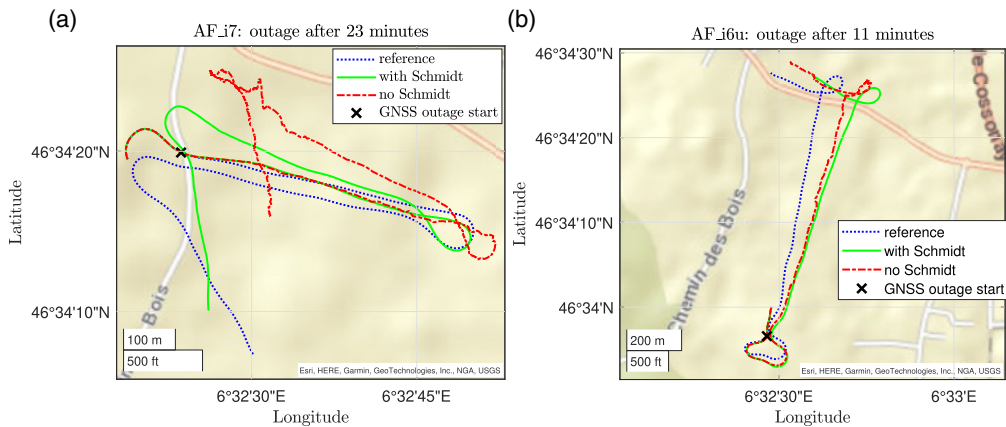 (a)
AF_i7: outage after 23 minutes
reference
with Schmidt
no Schmidt
GNSS outage start
46°34'20"N
46°34'10"N
Latitude
Bois
100 m
500 ft
Esri, HERE, Garmin, GeoTechnologies, Inc., NGA, USGS
6°32'30"
6°32'45"
Longitude
(b)
AF_i6u: outage after 11 minutes
46°34'30"N
46°34'20"N
46°34'10"N
46°34'N
Latitude
Chemin des Bois
de Cossonay
reference
with Schmidt
no Schmidt
GNSS outage start
200 m
500 ft
Esri, HERE, Garmin, GeoTechnologies, Inc., NGA, USGS
6°32'30"
6°33'
Longitude